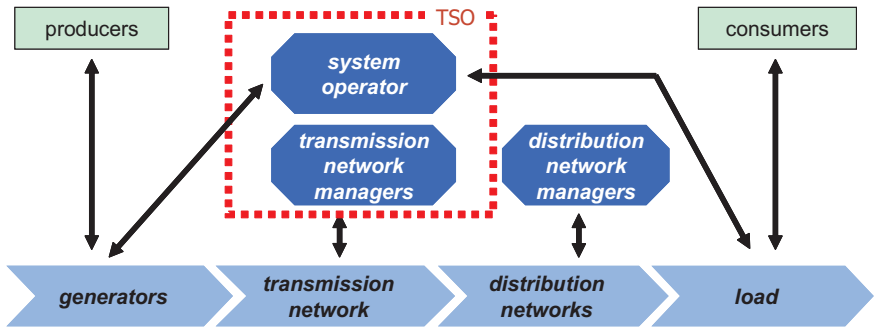 TSO
producers
consumers
system
operator
transmission
network
managers
distribution
network
managers
generators
transmission
network
distribution
networks
load